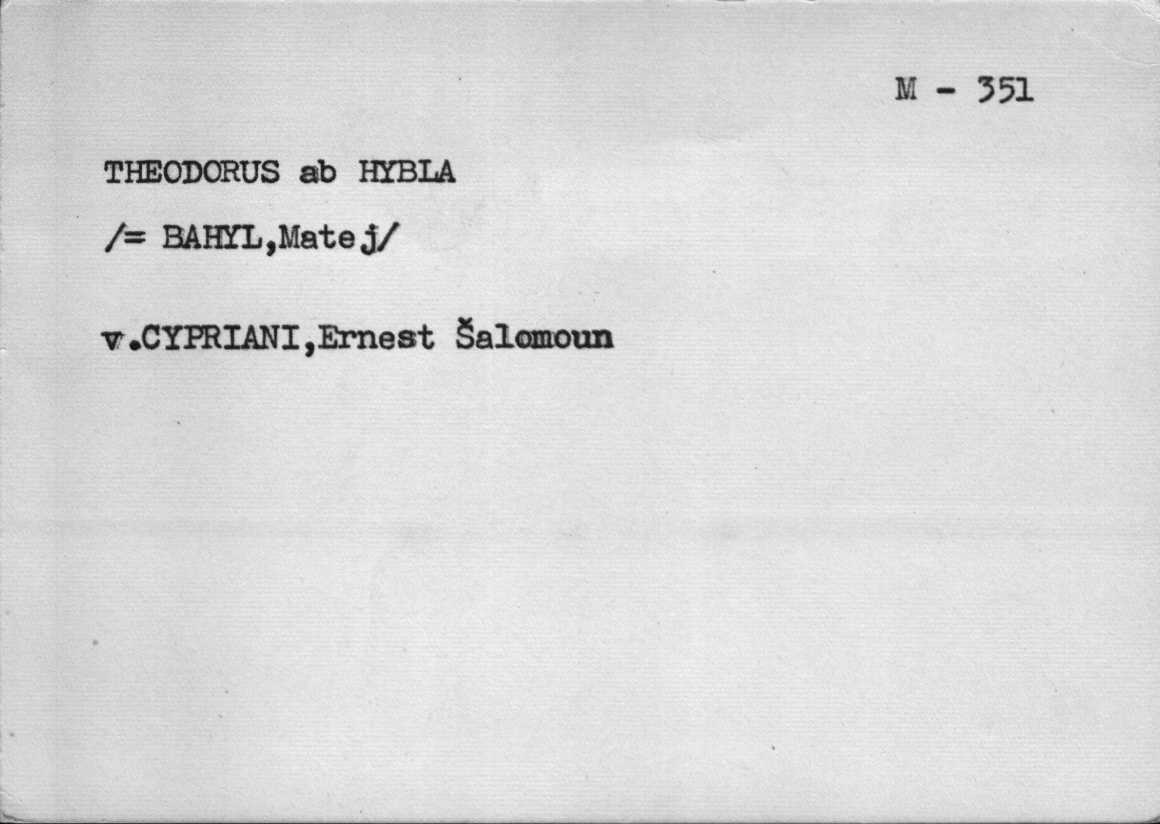 M - 351
THEODORUS ab HYBLA
/= BAHYL,Matej/
v.CYPRIANI,Ernest Šalomoun